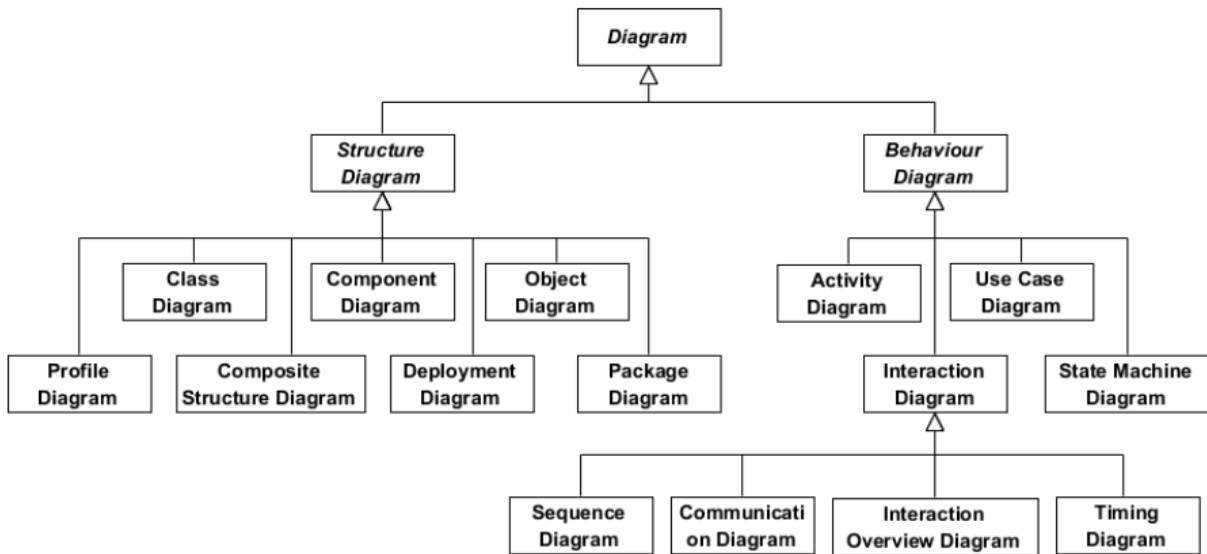 Diagram
Structure
Diagram
Behaviour
Diagram
Class
Diagram
Component
Diagram
Object
Diagram
Activity
Diagram
Use Case
Diagram
Profile
Diagram
Composite
Structure Diagram
Deployment
Diagram
Package
Diagram
Interaction
Diagram
State Machine
Diagram
Sequence
Diagram
Communicati
on Diagram
Interaction
Overview Diagram
Timing
Diagram